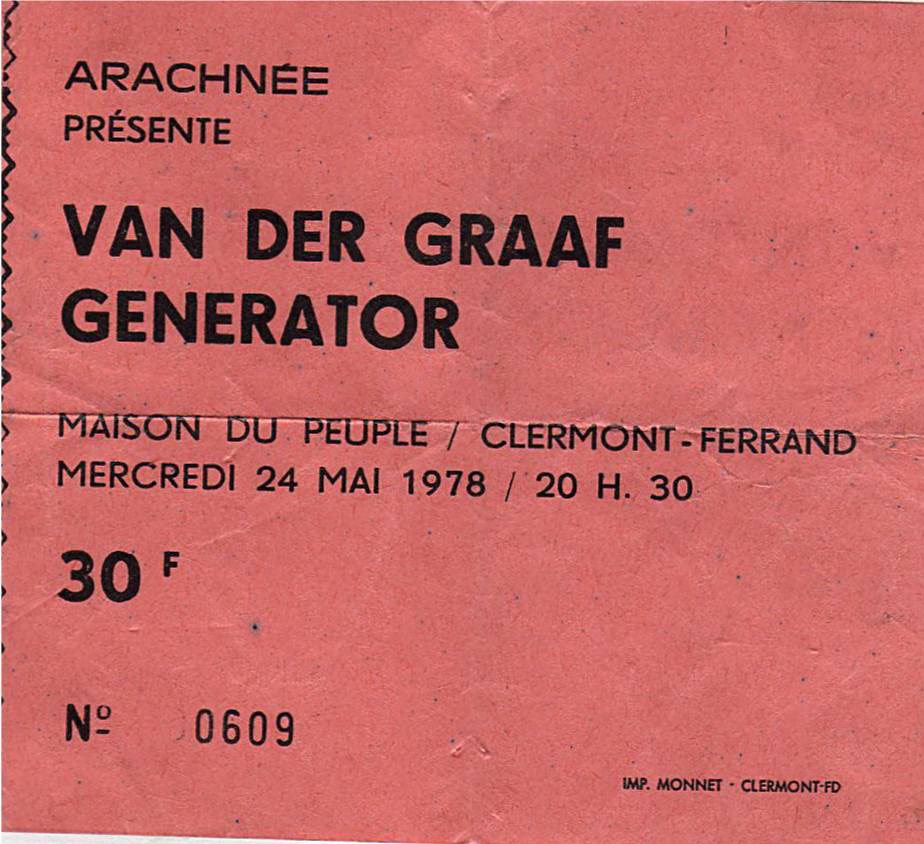 ARACHNÉE
PRÉSENTE
VAN DER GRAAF
GENERATOR
MAISON DU PEUPLE / CLERMONT-FERRAND
MERCREDI 24 MAI 1978 / 20 H. 30
30 F
Nº 0609
IMP. MONNET - CLERMONT-FD